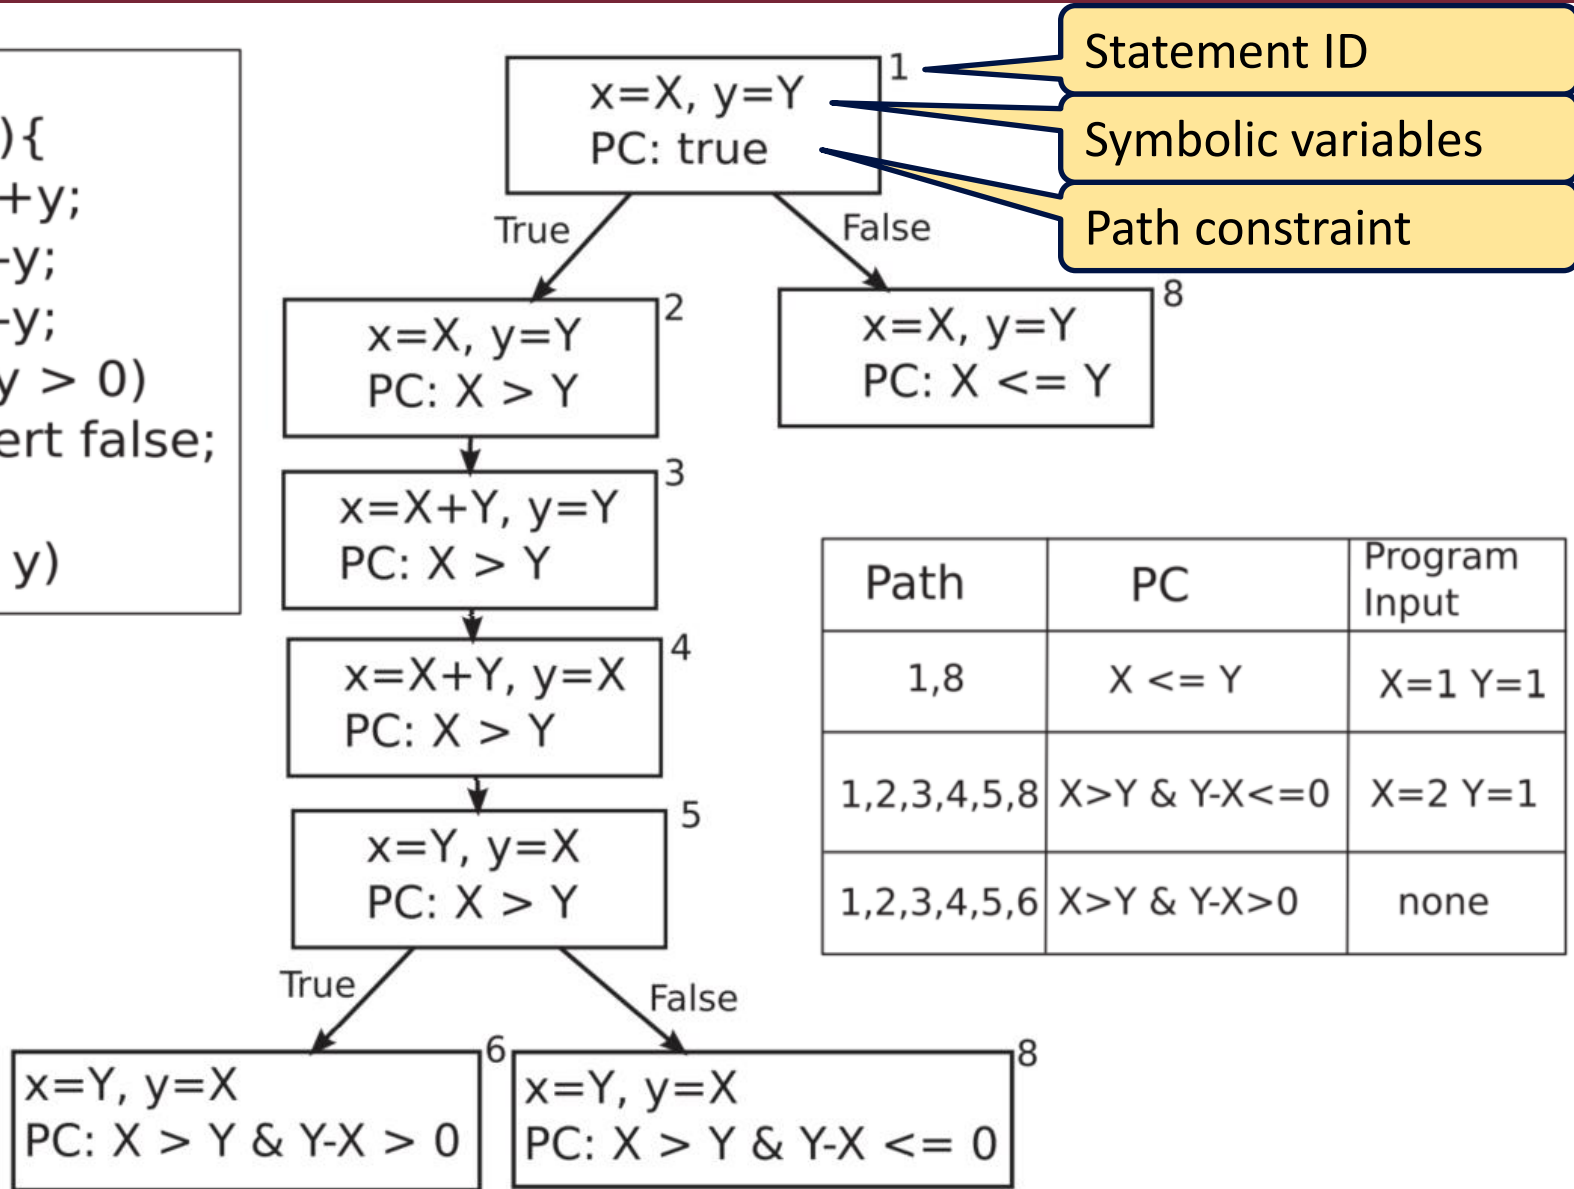 ){
+y;
-y;
-y;
y > 0)
ert false;
y)
x=X, y=Y
PC: true
1
Statement ID
Symbolic variables
Path constraint
True
False
x=X, y=Y
PC: X > Y
2
x=X, y=Y
PC: X <= Y
8
x=X+Y, y=Y
PC: X > Y
3
x=X+Y, y=X
PC: X > Y
4
x=Y, y=X
PC: X > Y
5
True
False
x=Y, y=X
PC: X > Y & Y-X > 0
6
x=Y, y=X
PC: X > Y & Y-X <= 0
8
Path PC Program Input
1,8 X <= Y X=1 Y=1
1,2,3,4,5,8 X>Y & Y-X<=0 X=2 Y=1
1,2,3,4,5,6 X>Y & Y-X>0 none